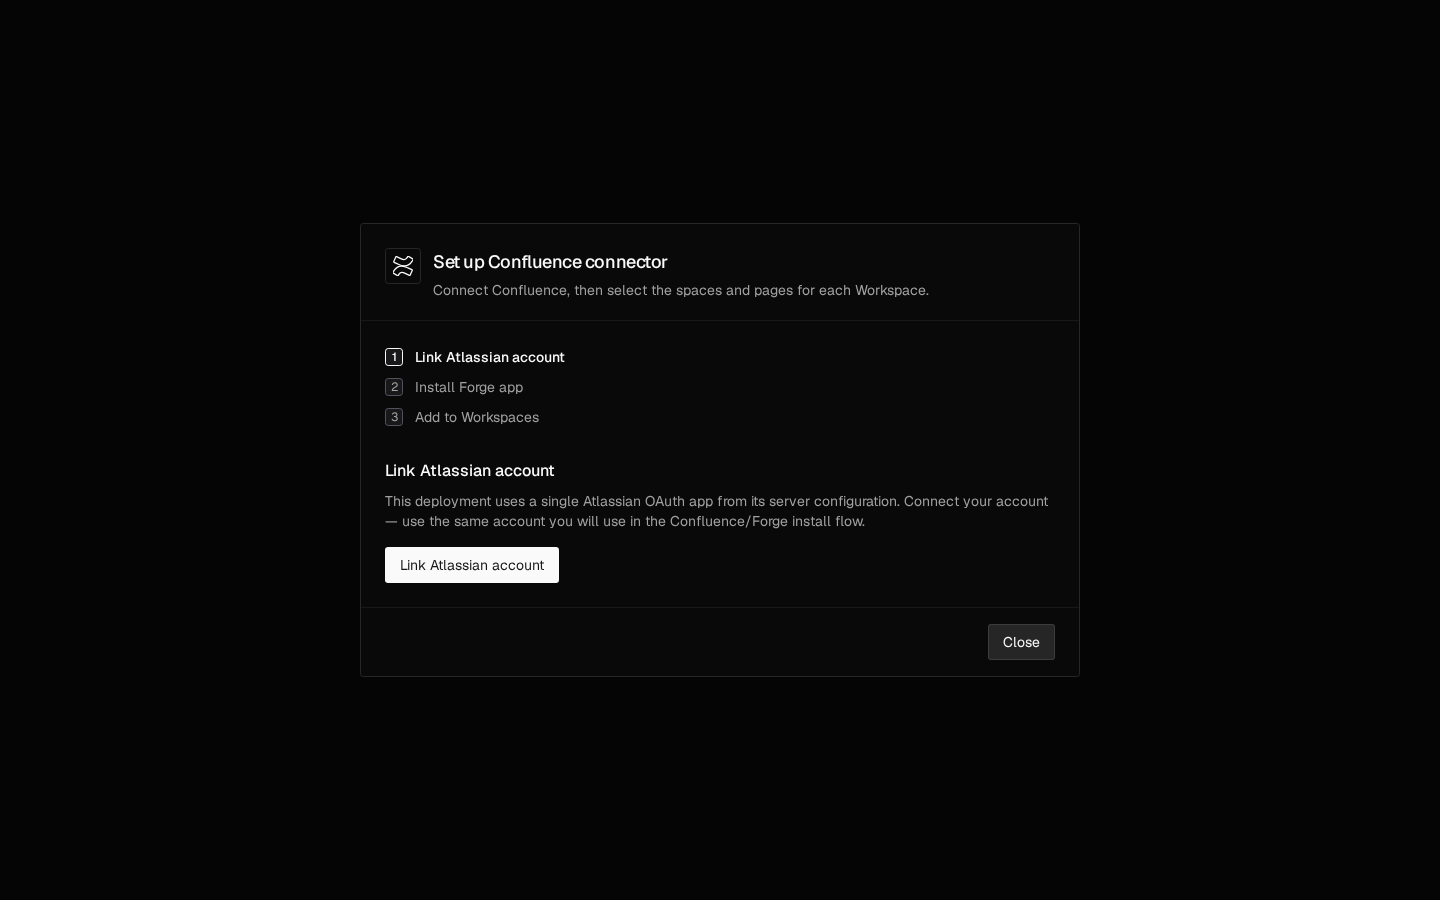 Set up Confluence connector
Connect Confluence, then select the spaces and pages for each Workspace.
1 Link Atlassian account
2 Install Forge app
3 Add to Workspaces
Link Atlassian account
This deployment uses a single Atlassian OAuth app from its server configuration. Connect your account
— use the same account you will use in the Confluence/Forge install flow.
Link Atlassian account
Close